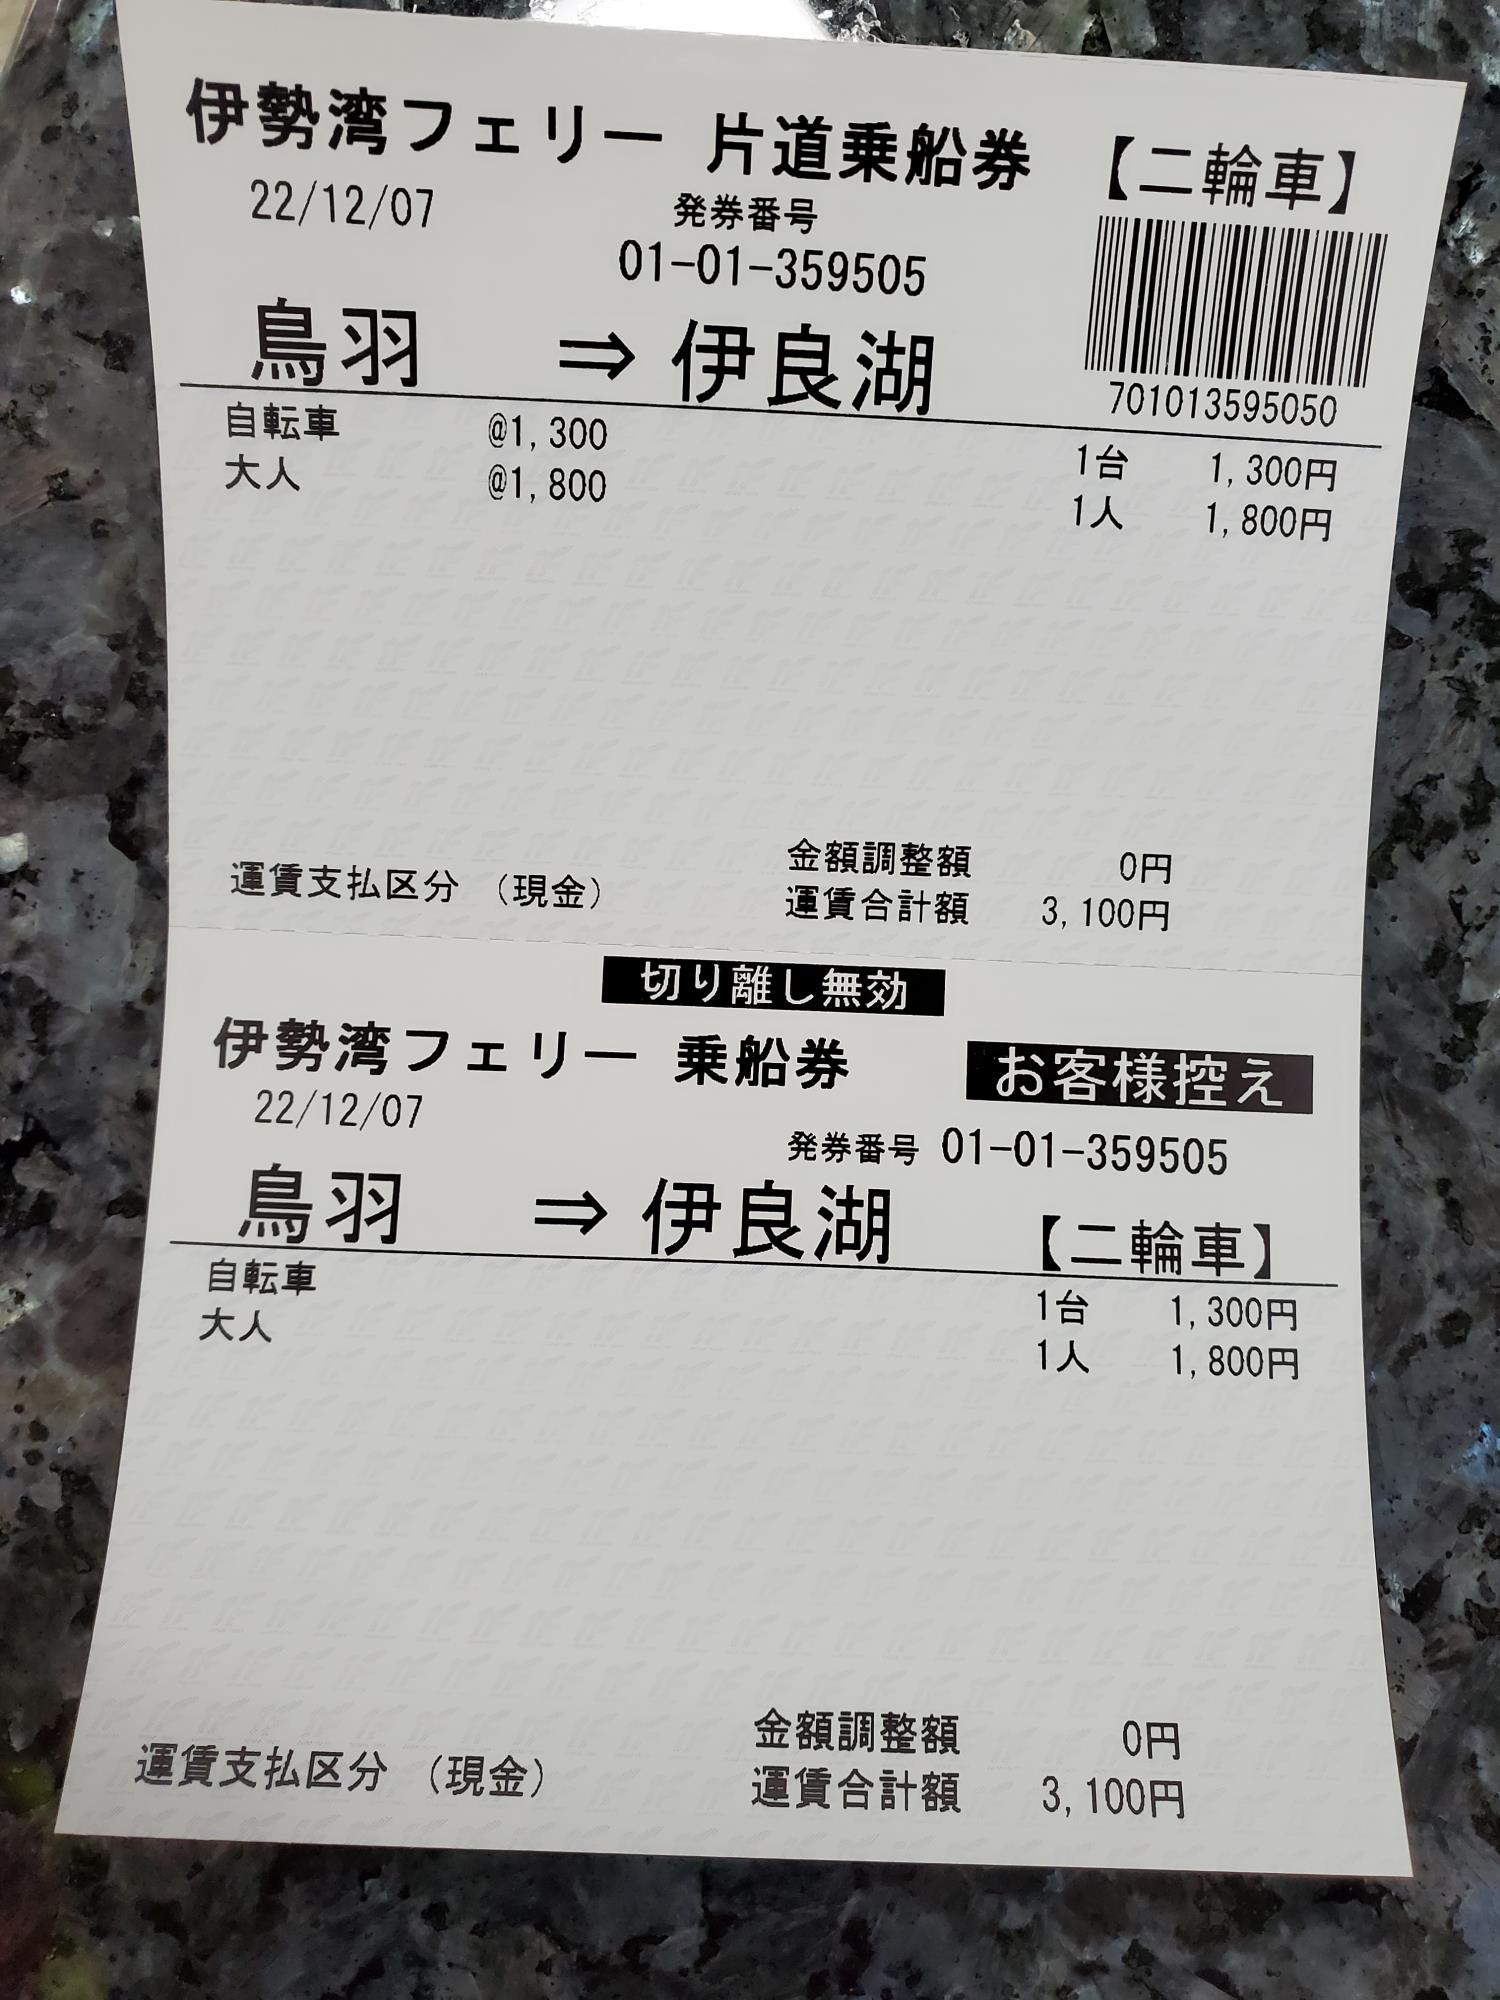 伊勢湾フェリー 片道乗船券 【二輪車】
22/12/07 発券番号
01-01-359505
鳥羽 ⇒ 伊良湖
701013595050
自転車 @1,300 1台 1,300円
大人 @1,800 1人 1,800円
金額調整額 0円
運賃支払区分 （現金） 運賃合計額 3,100円
切り離し無効
伊勢湾フェリー 乗船券 お客様控え
22/12/07
発券番号 01-01-359505
鳥羽 ⇒ 伊良湖 【二輪車】
自転車 1台 1,300円
大人 1人 1,800円
金額調整額 0円
運賃支払区分 （現金） 運賃合計額 3,100円